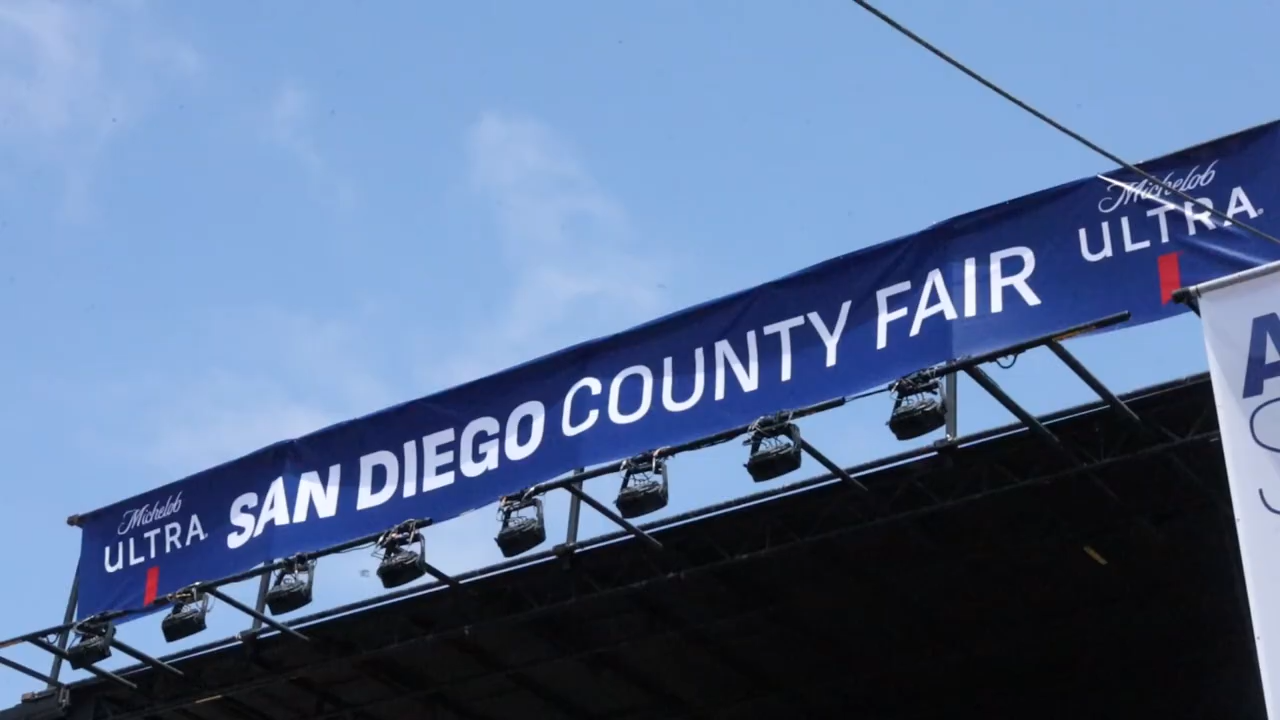 Michelob
ULTRA
SAN DIEGO COUNTY FAIR
Michelob
ULTRA
A